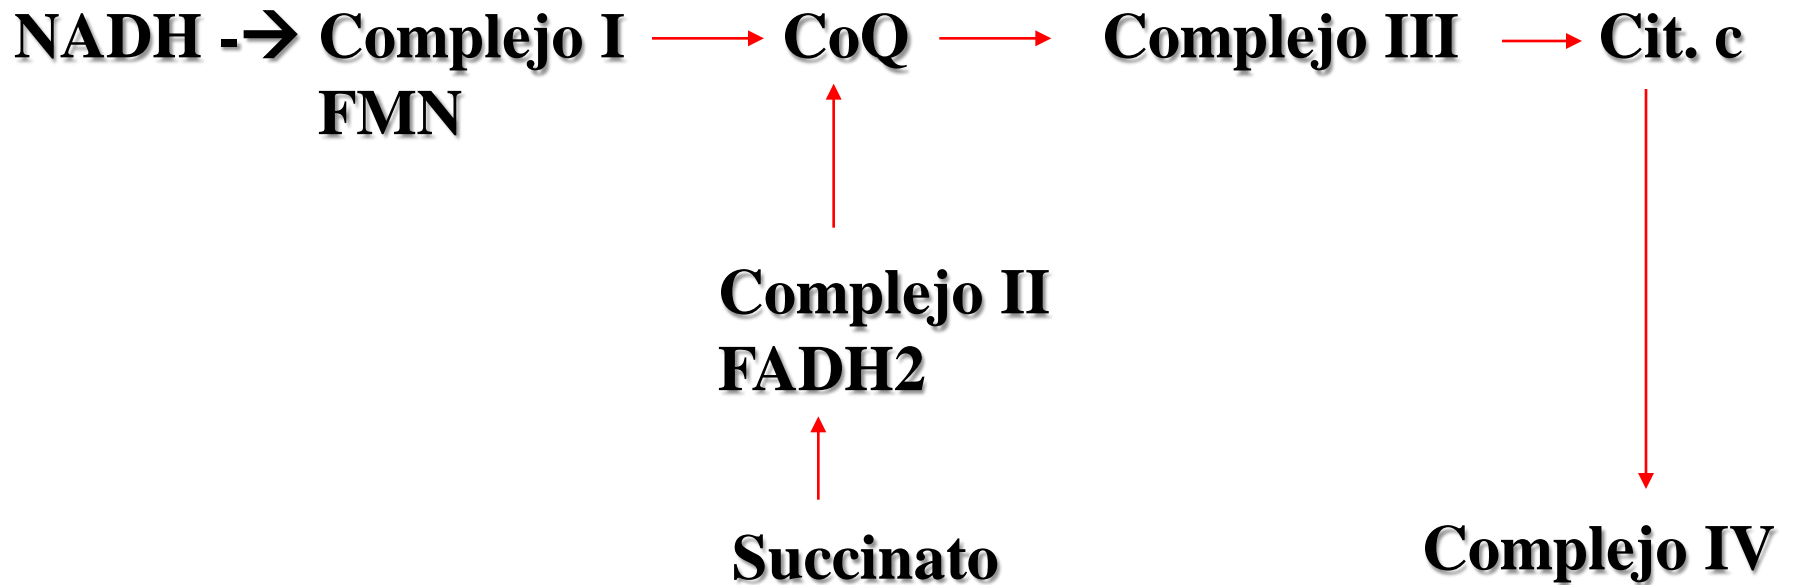 NADH -→ Complejo I → CoQ → Complejo III → Cit. c
FMN
Complejo II
FADH2
Succinato
Complejo IV